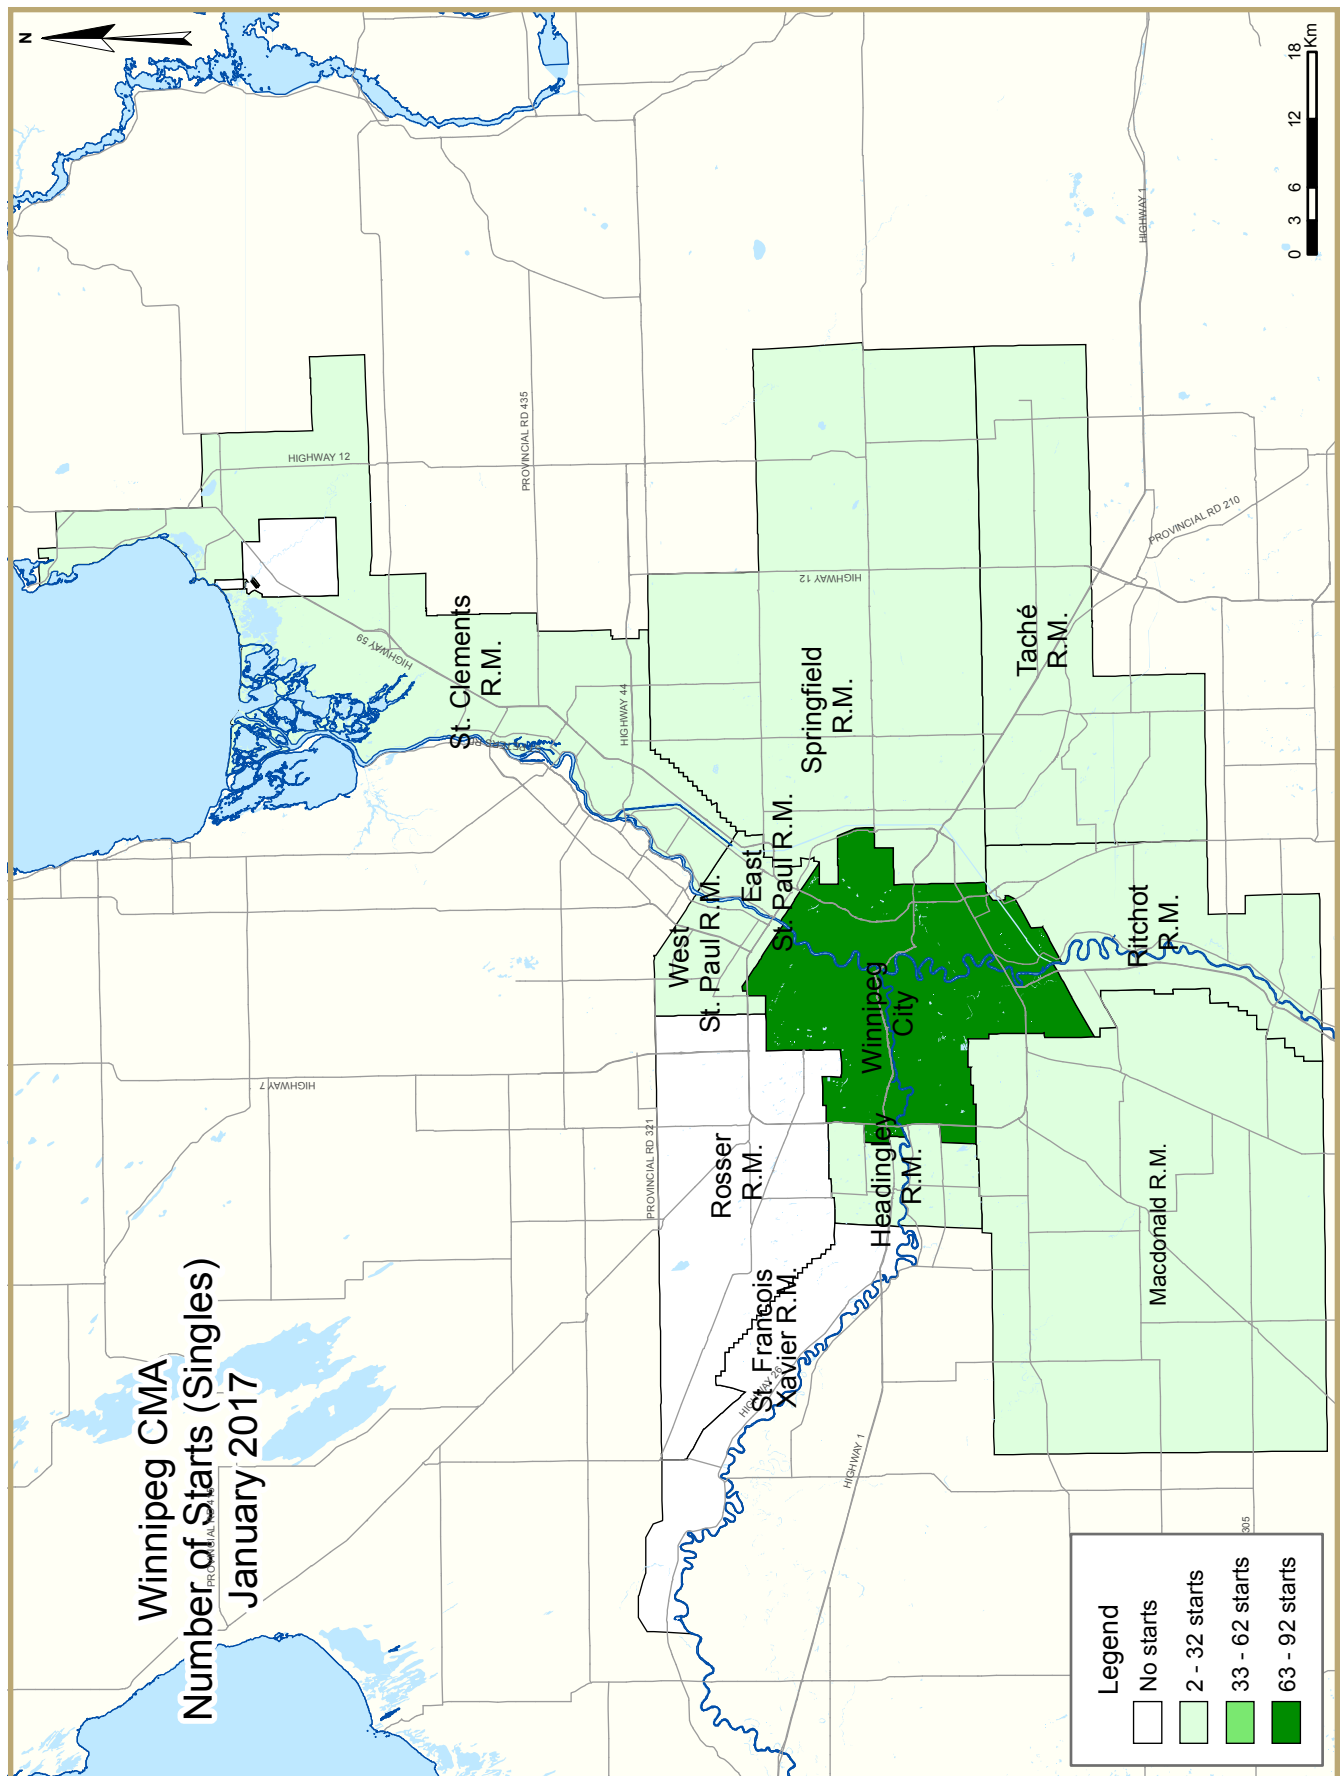 Winnipeg CMA
Number of Starts (Singles)
January 2017
N
HIGHWAY 12
PROVINCIAL RD 435
HIGHWAY 59
St. Clements
R.M.
HIGHWAY 44
HIGHWAY 7
PROVINCIAL RD 321
HIGHWAY 12
HIGHWAY 1
PROVINCIAL RD 210
West
St. Paul R.M.
East
St. Paul R.M.
Springfield
R.M.
Taché
R.M.
Rosser
R.M.
St. Francois
Xavier R.M.
HIGHWAY 26
Headingley
R.M.
Winnipeg
City
Ritchot
R.M.
Macdonald R.M.
HIGHWAY 1
305
Legend
No starts
2 - 32 starts
33 - 62 starts
63 - 92 starts
0 3 6 12 18
Km